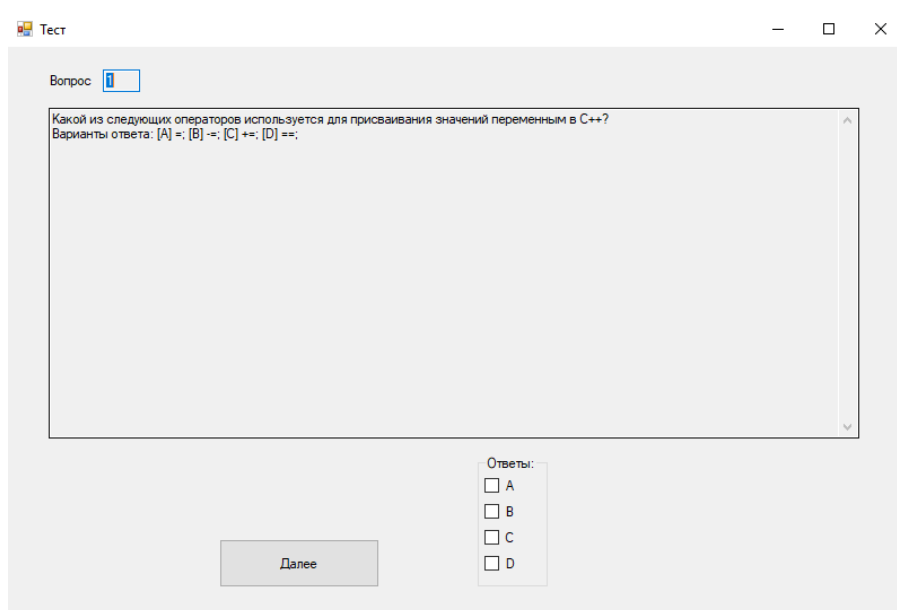 Тест
Вопрос 1
Какой из следующих операторов используется для присваивания значений переменным в C++?
Варианты ответа: [A] =; [B] -=; [C] +=; [D] ==;
Ответы:
A
B
C
Далее
D